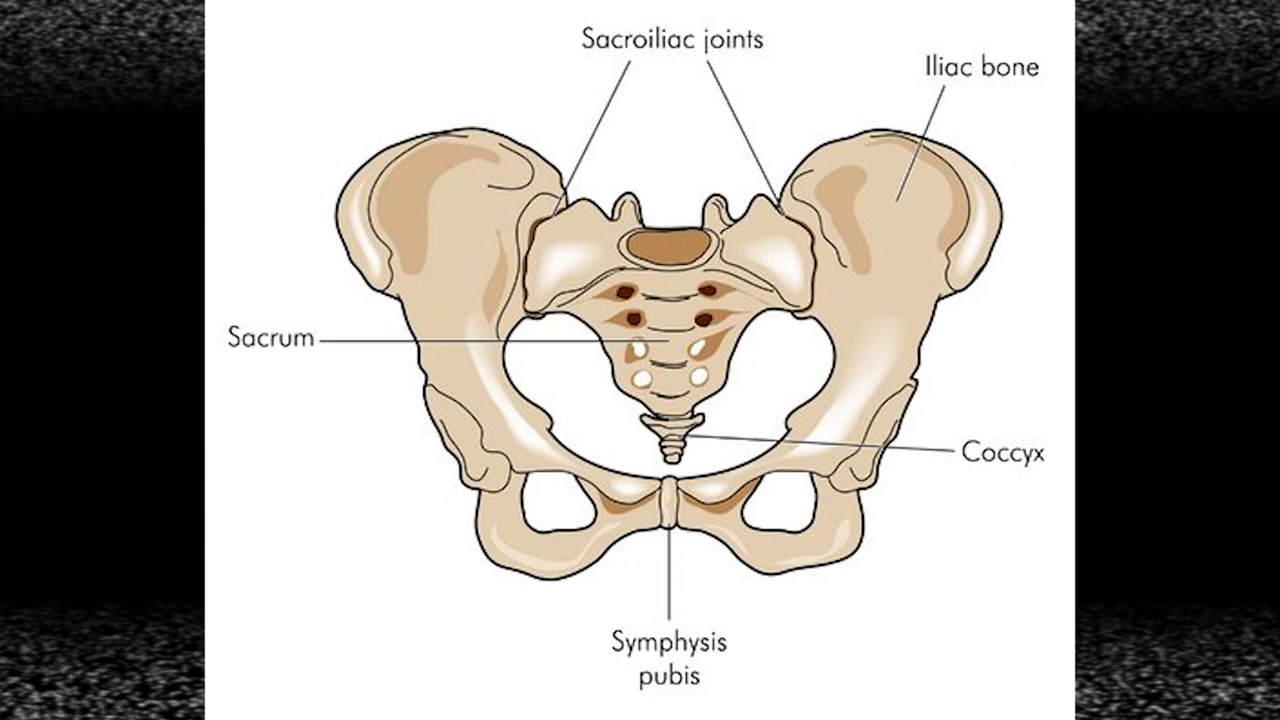 Sacroiliac joints
Iliac bone
Sacrum
Coccyx
Symphysis
pubis